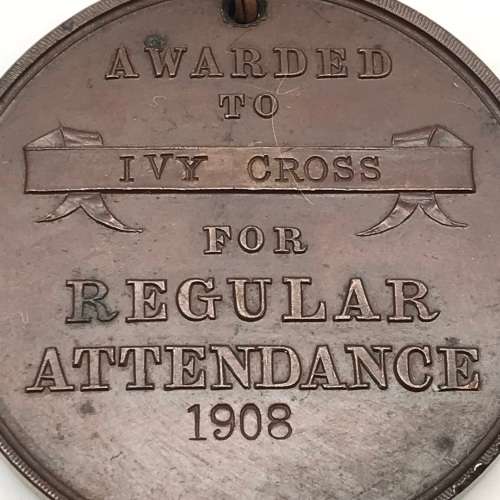 AWARDED
TO
IVY CROSS
FOR
REGULAR
ATTENDANCE
1908